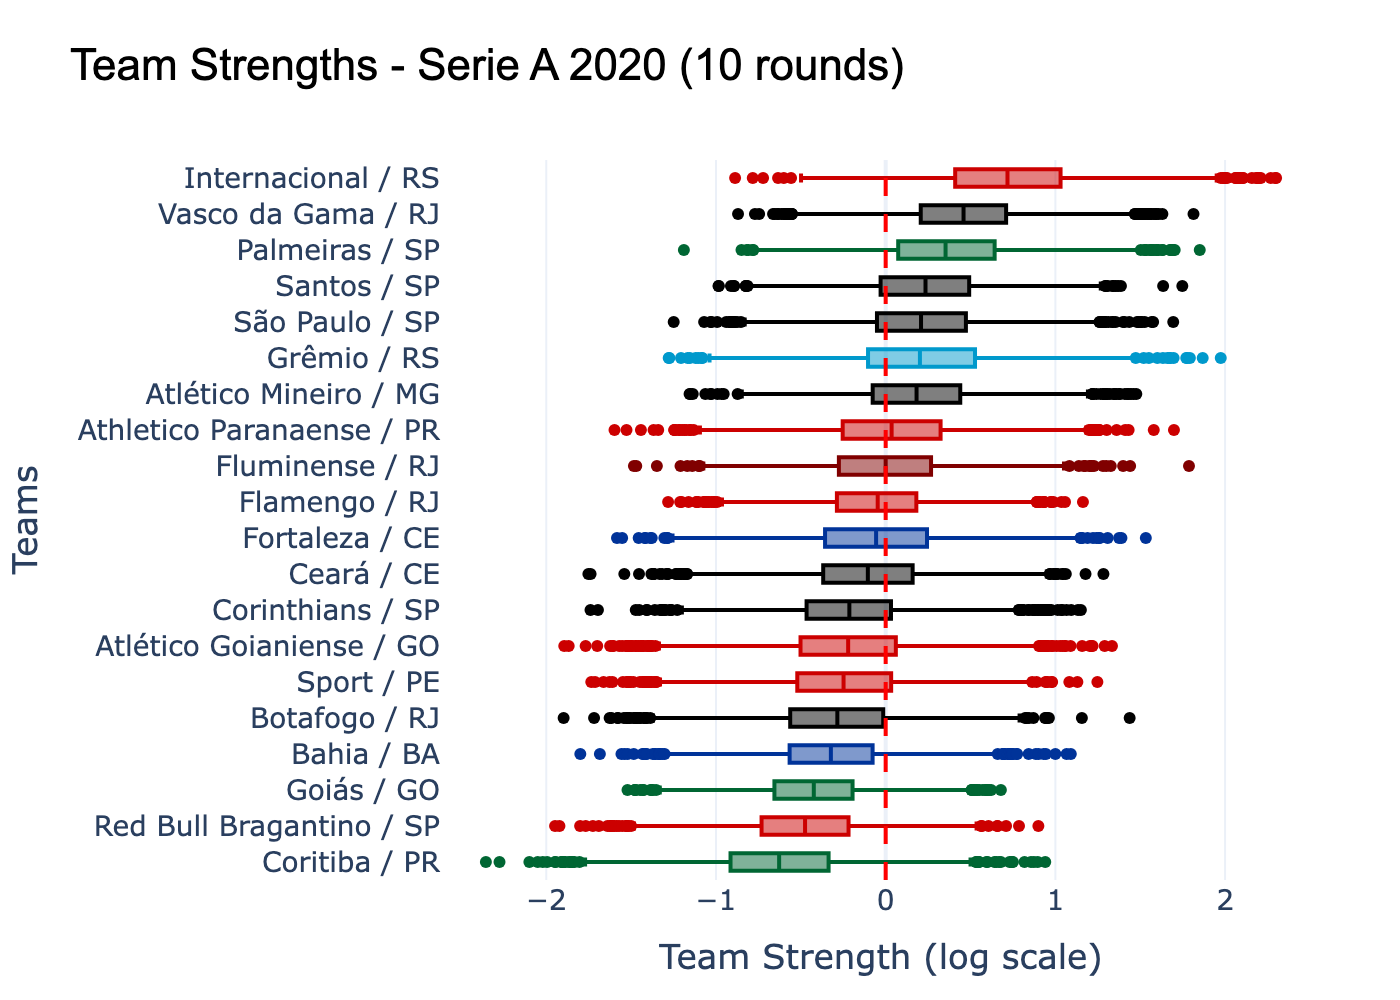 Team Strengths - Serie A 2020 (10 rounds)
Teams
Internacional / RS
Vasco da Gama / RJ
Palmeiras / SP
Santos / SP
São Paulo / SP
Grêmio / RS
Atlético Mineiro / MG
Athletico Paranaense / PR
Fluminense / RJ
Flamengo / RJ
Fortaleza / CE
Ceará / CE
Corinthians / SP
Atlético Goianiense / GO
Sport / PE
Botafogo / RJ
Bahia / BA
Goiás / GO
Red Bull Bragantino / SP
Coritiba / PR
−2 −1 0 1 2
Team Strength (log scale)